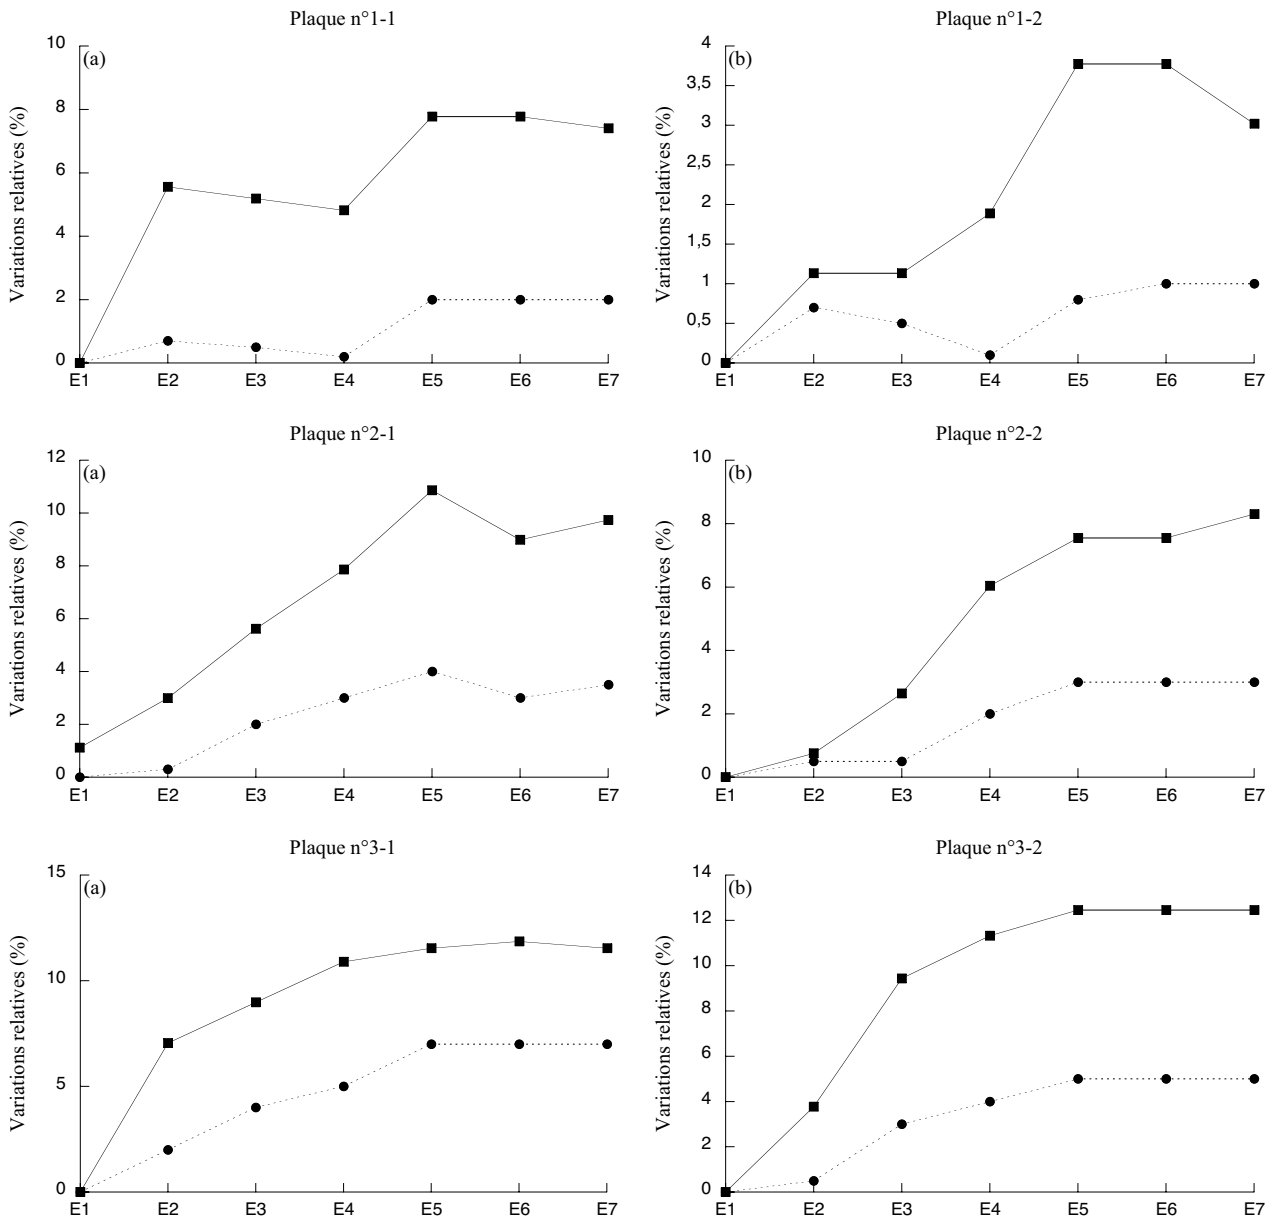 Plaque n°1-1
(a)
Variations relatives (%)
10
8
6
4
2
0
E1 E2 E3 E4 E5 E6 E7
Plaque n°1-2
(b)
Variations relatives (%)
4
3,5
3
2,5
2
1,5
1
0,5
0
E1 E2 E3 E4 E5 E6 E7
Plaque n°2-1
(a)
Variations relatives (%)
12
10
8
6
4
2
0
E1 E2 E3 E4 E5 E6 E7
Plaque n°2-2
(b)
Variations relatives (%)
10
8
6
4
2
0
E1 E2 E3 E4 E5 E6 E7
Plaque n°3-1
(a)
Variations relatives (%)
15
10
5
0
E1 E2 E3 E4 E5 E6 E7
Plaque n°3-2
(b)
Variations relatives (%)
14
12
10
8
6
4
2
0
E1 E2 E3 E4 E5 E6 E7